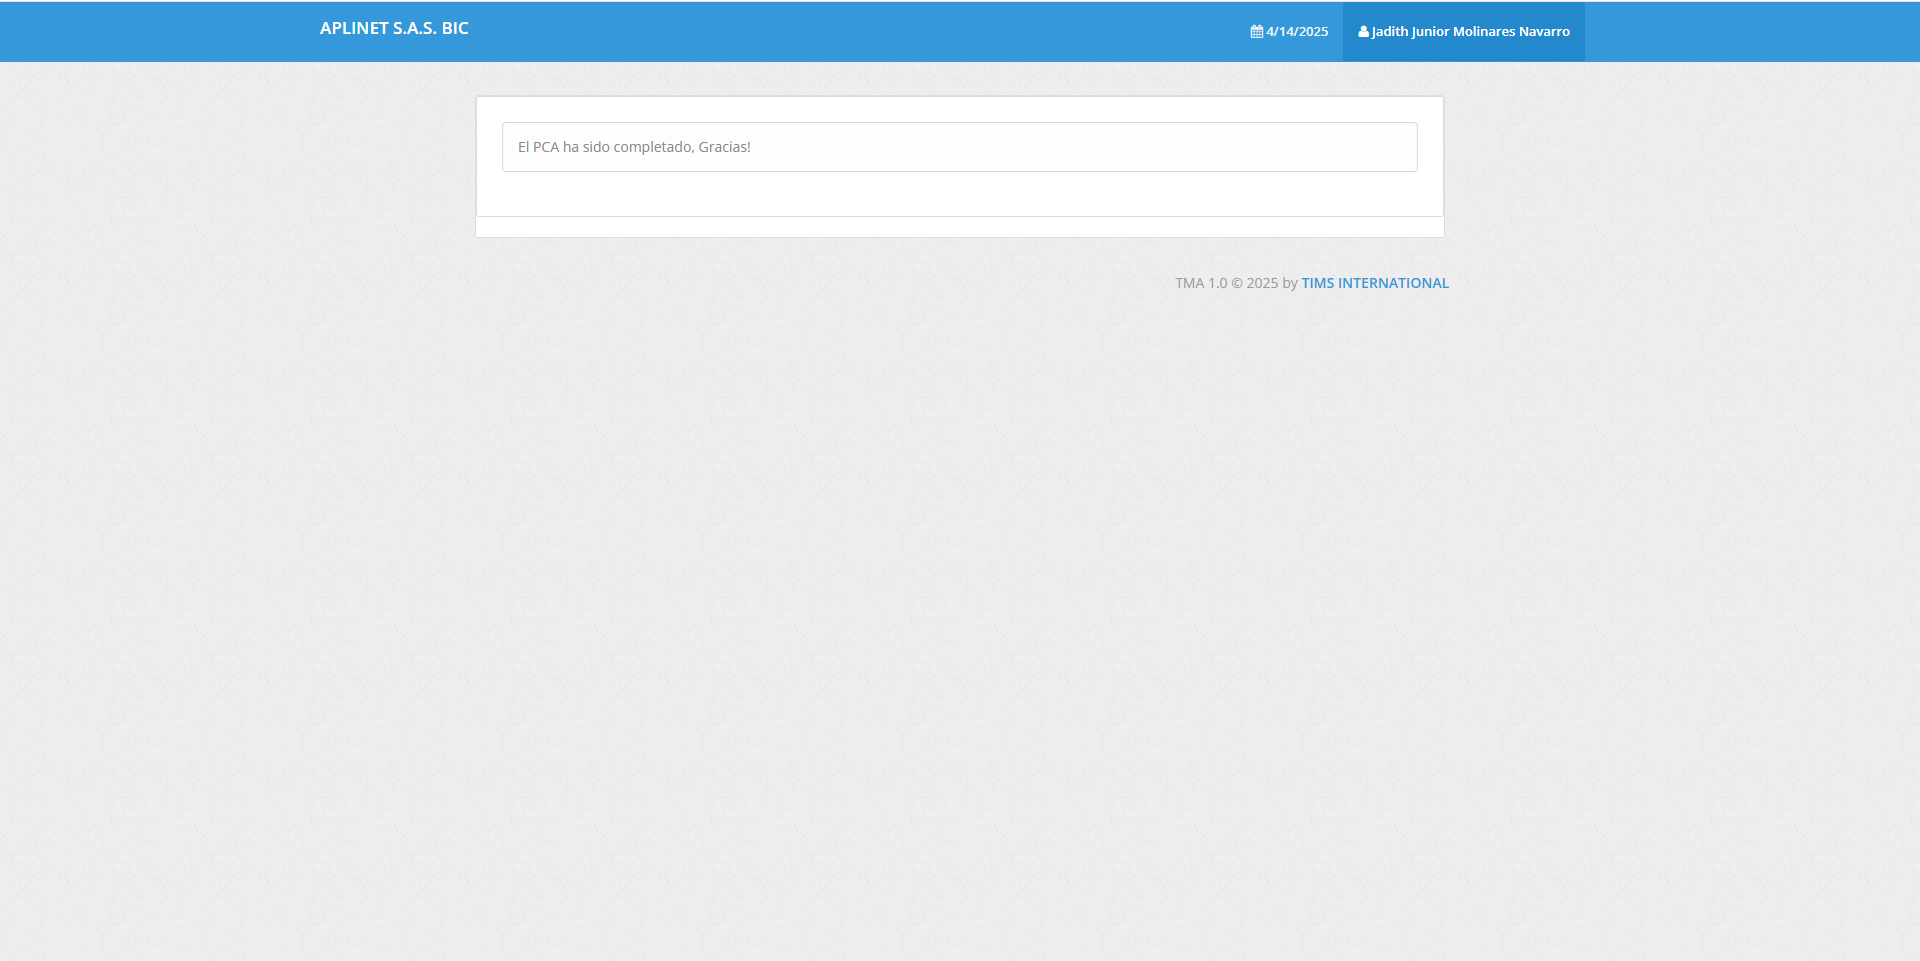 APLINET S.A.S. BIC
4/14/2025
Jadith Junior Molinares Navarro
El PCA ha sido completado, Gracias!
TMA 1.0 © 2025 by TIMS INTERNATIONAL